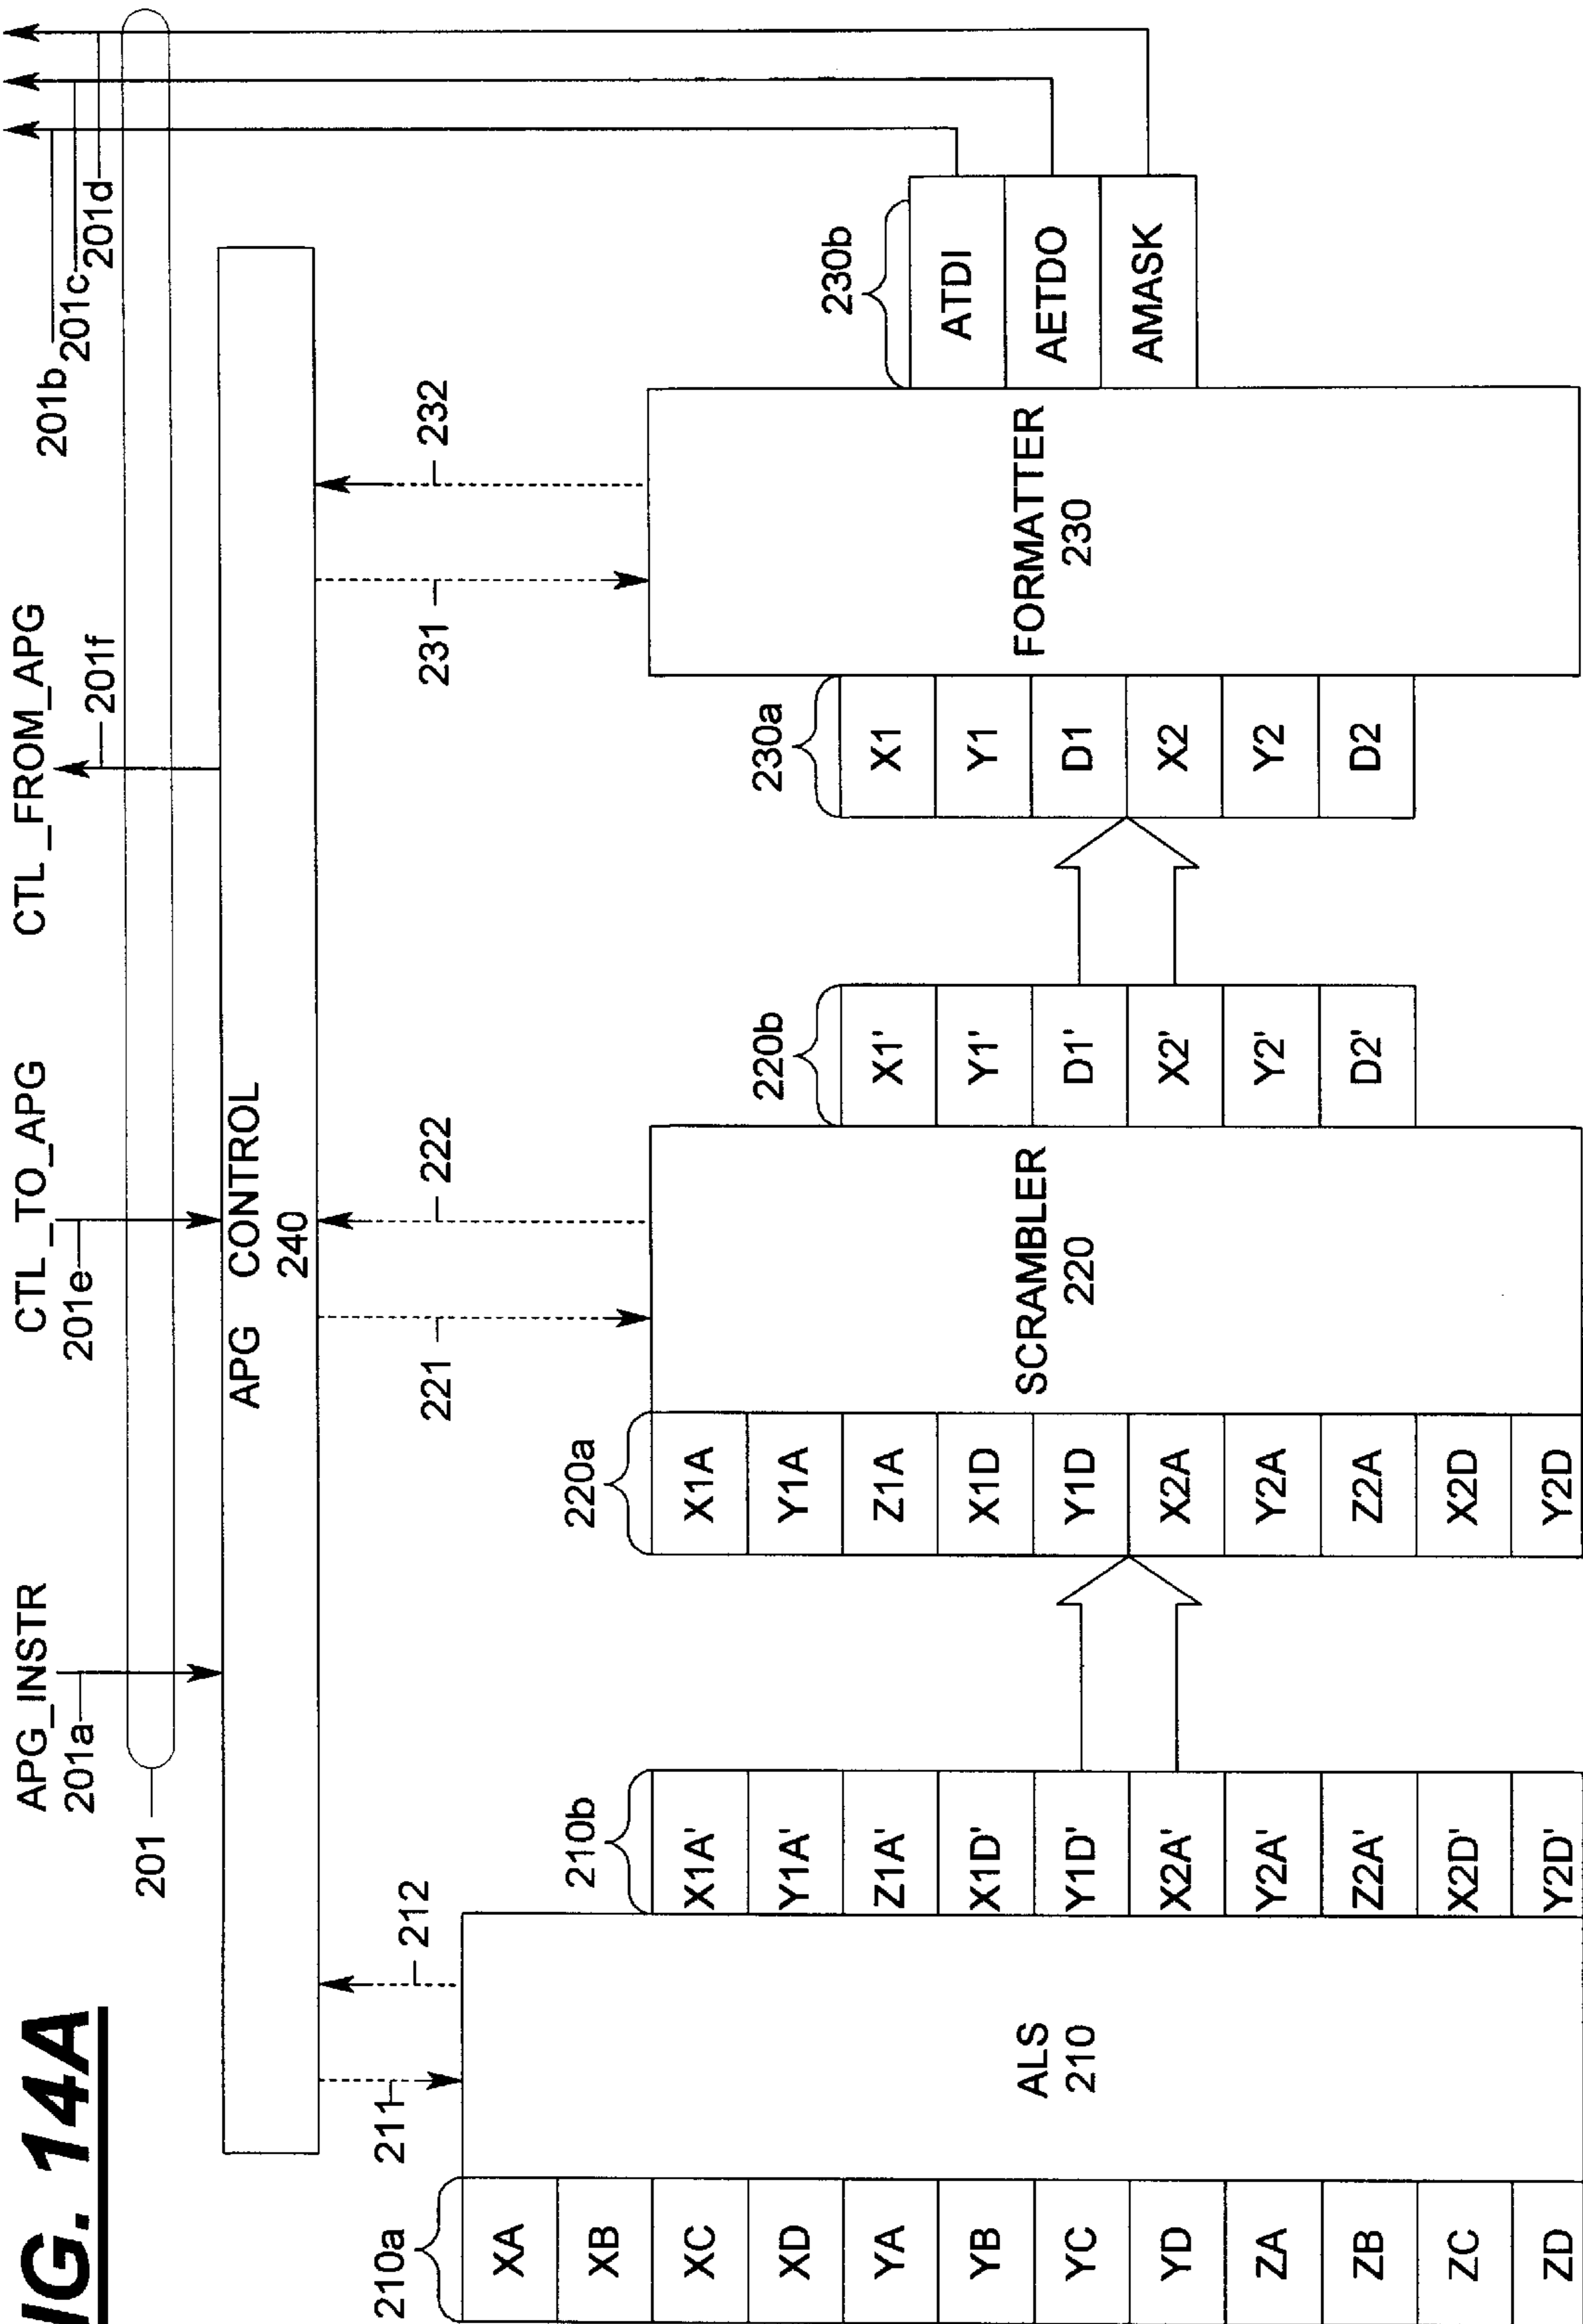 IG. 14A
APG_INSTR
201a
CTL_TO_APG
201e
CTL_FROM_APG
201f
201b
201c
201d
201
APG CONTROL
240
211
212
221
222
231
232
210a
XA
XB
XC
XD
YA
YB
YC
YD
ZA
ZB
ZC
ZD
ALS
210
210b
X1A'
Y1A'
Z1A'
X1D'
Y1D'
X2A'
Y2A'
Z2A'
X2D'
Y2D'
220a
X1A
Y1A
Z1A
X1D
Y1D
X2A
Y2A
Z2A
X2D
Y2D
SCRAMBLER
220
220b
X1'
Y1'
D1'
X2'
Y2'
D2'
230a
X1
Y1
D1
X2
Y2
D2
FORMATTER
230
230b
ATDI
AETDO
AMASK